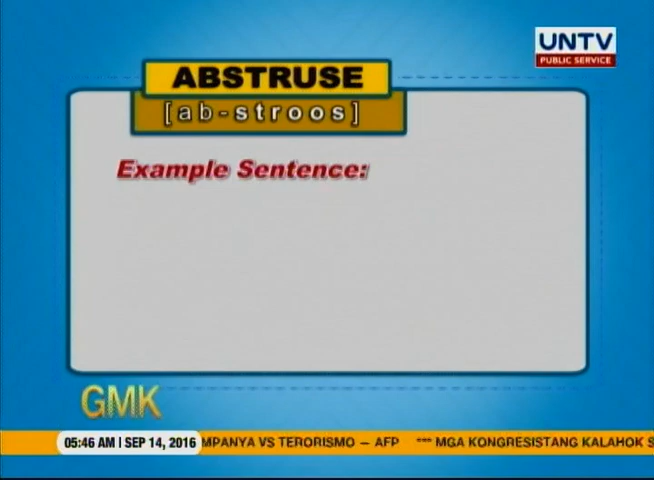 UNTV
PUBLIC SERVICE
ABSTRUSE
[ab-stroos]
Example Sentence:
GMK
05:46 AM | SEP 14, 2016 MPANYA VS TERORISMO – AFP *** MGA KONGRESISTANG KALAHOK S